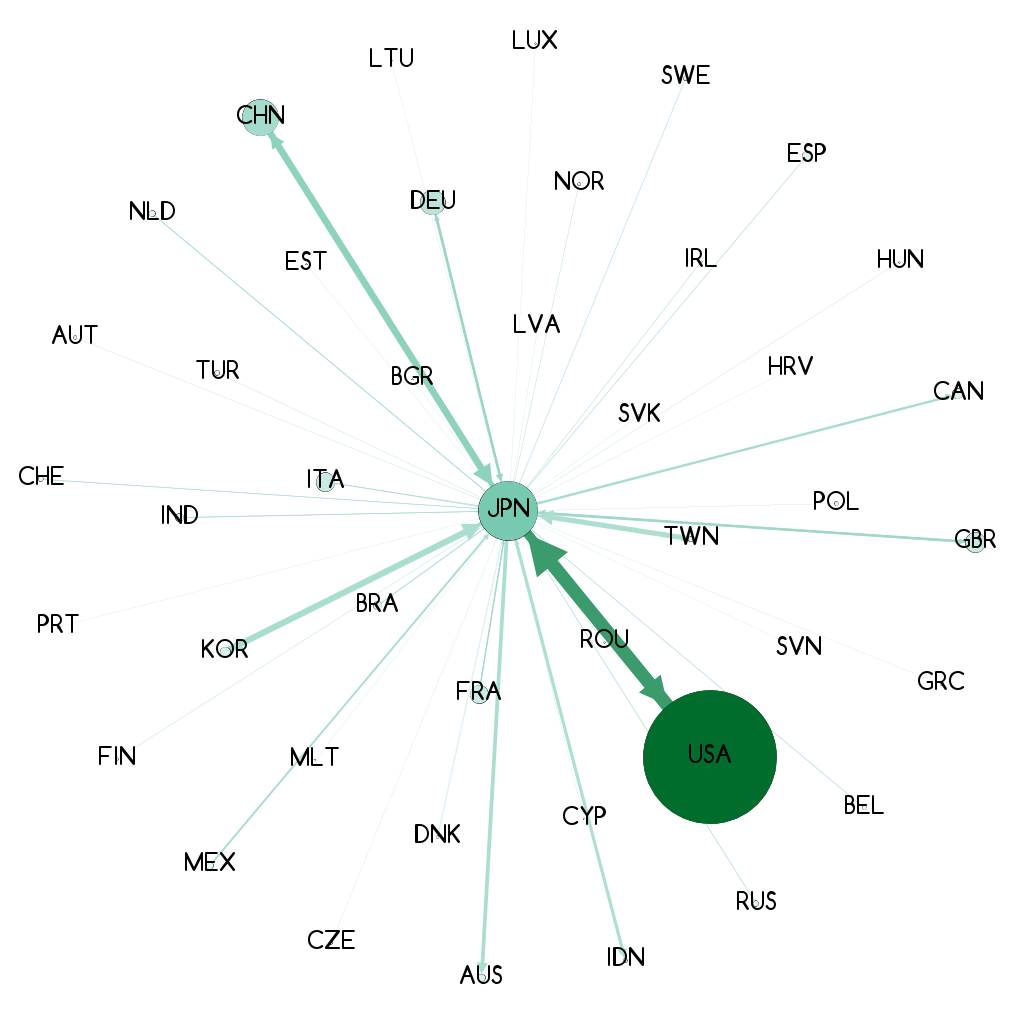 LUX
LTU
SWE
CHN
ESP
NOR
DEU
NLD
EST
IRL
HUN
LVA
AUT
TUR
HRV
BGR
CAN
SVK
CHE
ITA
POL
JPN
IND
TWN
GBR
BRA
PRT
ROU
SVN
KOR
GRC
FRA
USA
FIN
MLT
BEL
CYP
DNK
MEX
RUS
CZE
IDN
AUS